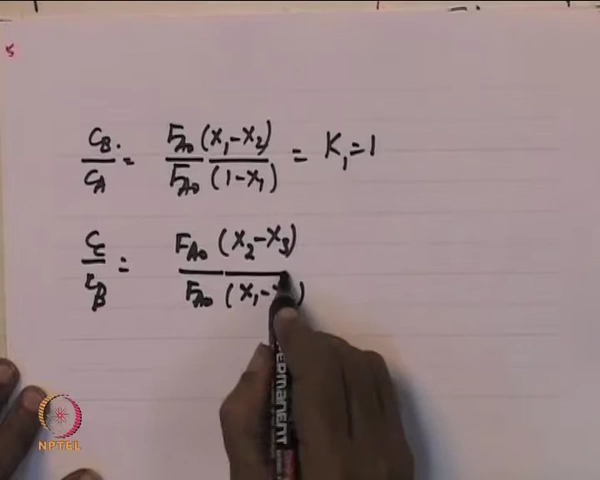 5
C_B/C_A = F_A0 (X_1-X_2) / F_A0 (1-X_1) = K_1=1
C_C/C_B = F_A0 (X_2-X_3) / F_A0 (X_1-
PERMANENT
NPTEL